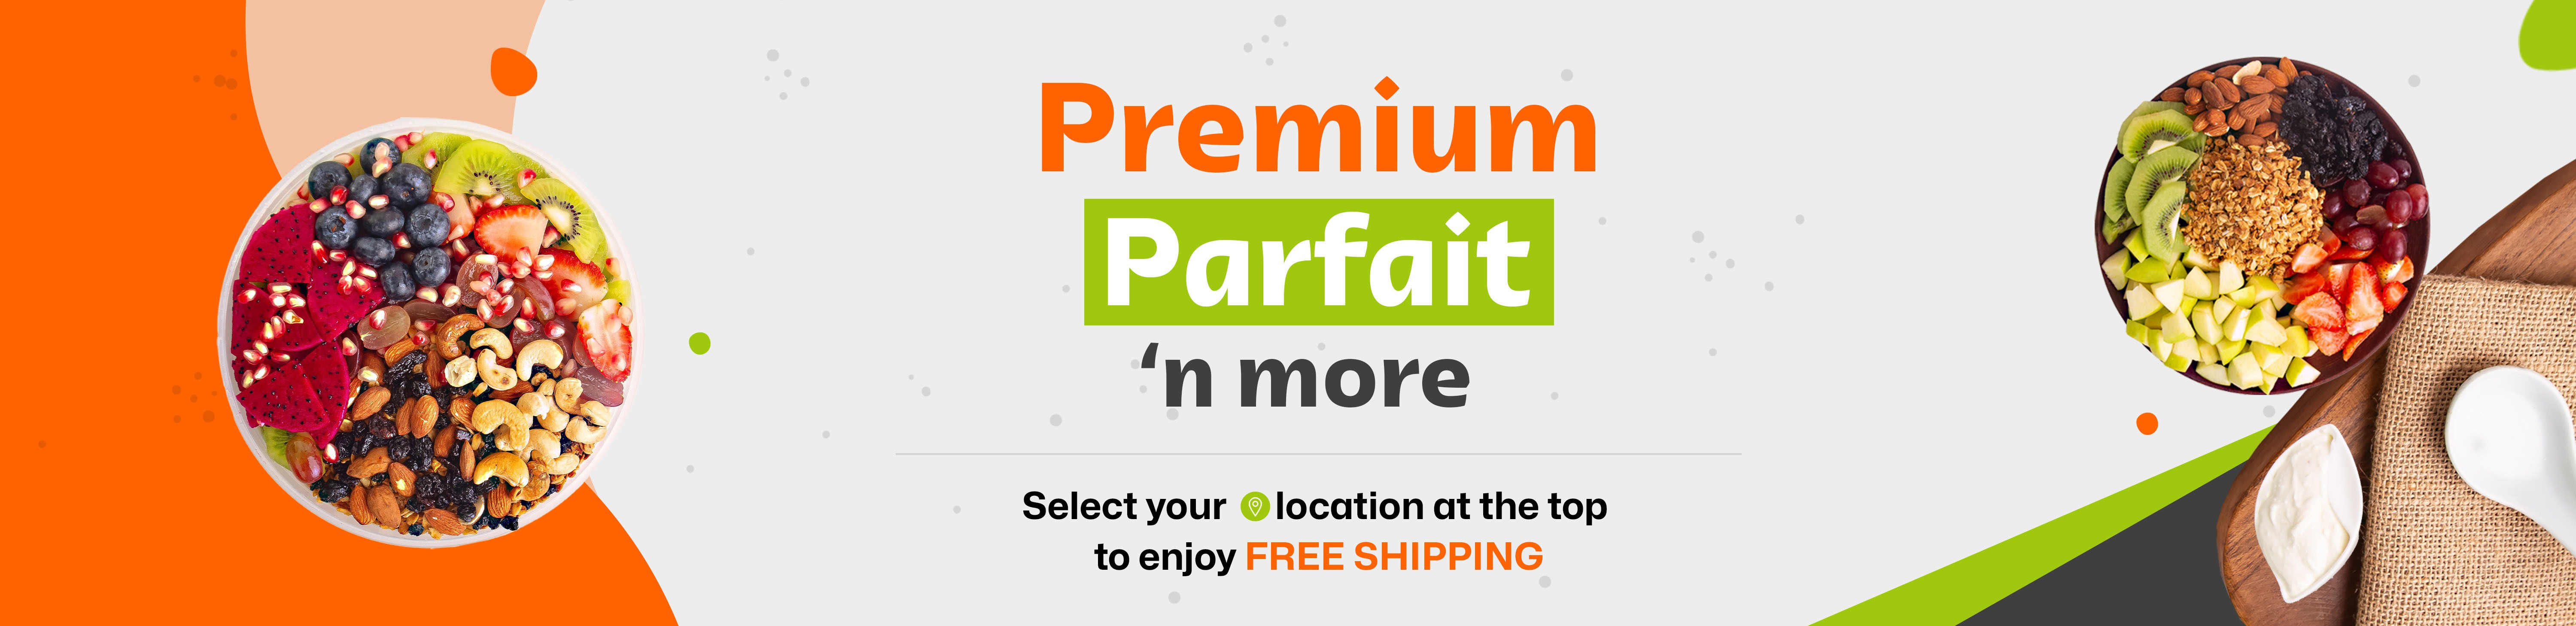 Premium
Parfait
‘n more
Select your location at the top
to enjoy FREE SHIPPING